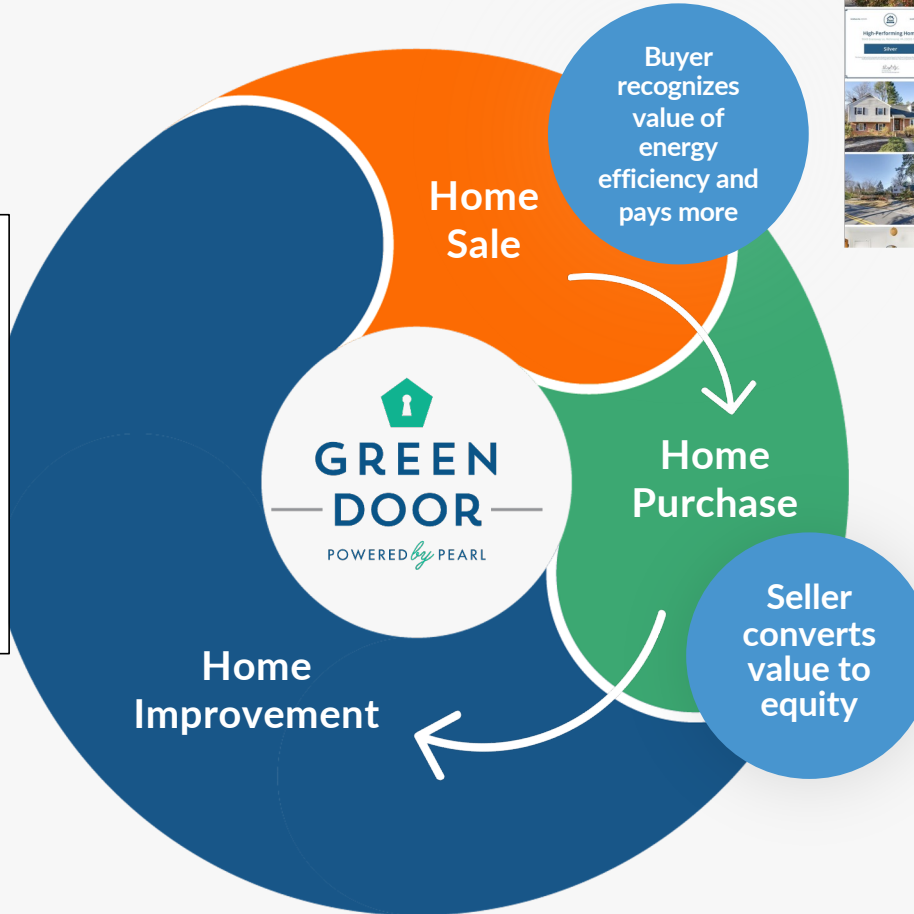 Buyer
recognizes
value of
energy
efficiency and
pays more
High-Performing Hom
Silver
Home
Sale
GREEN
DOOR
POWERED by PEARL
Home
Purchase
Seller
converts
value to
equity
Home
Improvement